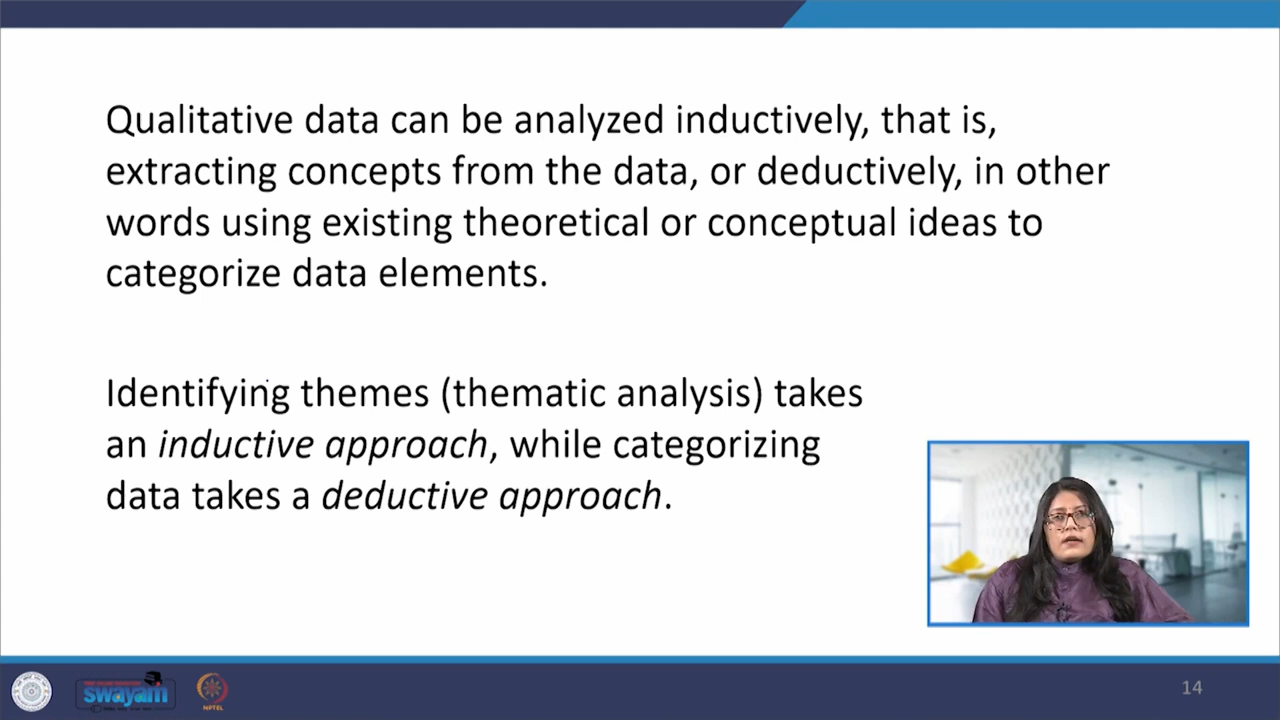 Qualitative data can be analyzed inductively, that is,
extracting concepts from the data, or deductively, in other
words using existing theoretical or conceptual ideas to
categorize data elements.
Identifying themes (thematic analysis) takes
an inductive approach, while categorizing
data takes a deductive approach.
swayam
NPTEL
14